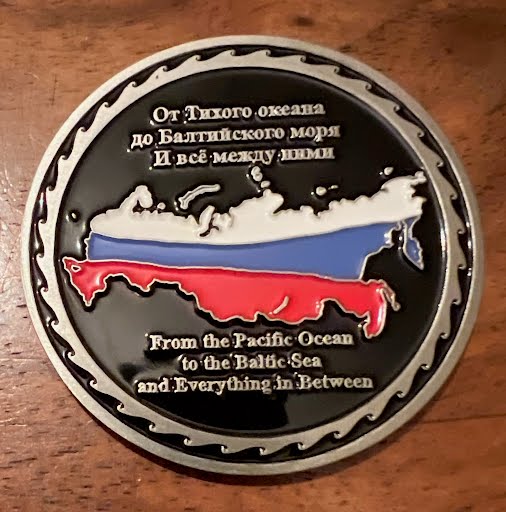 От Тихого океана
до Балтийского моря
И всё между ними
From the Pacific Ocean
to the Baltic Sea
and Everything in Between